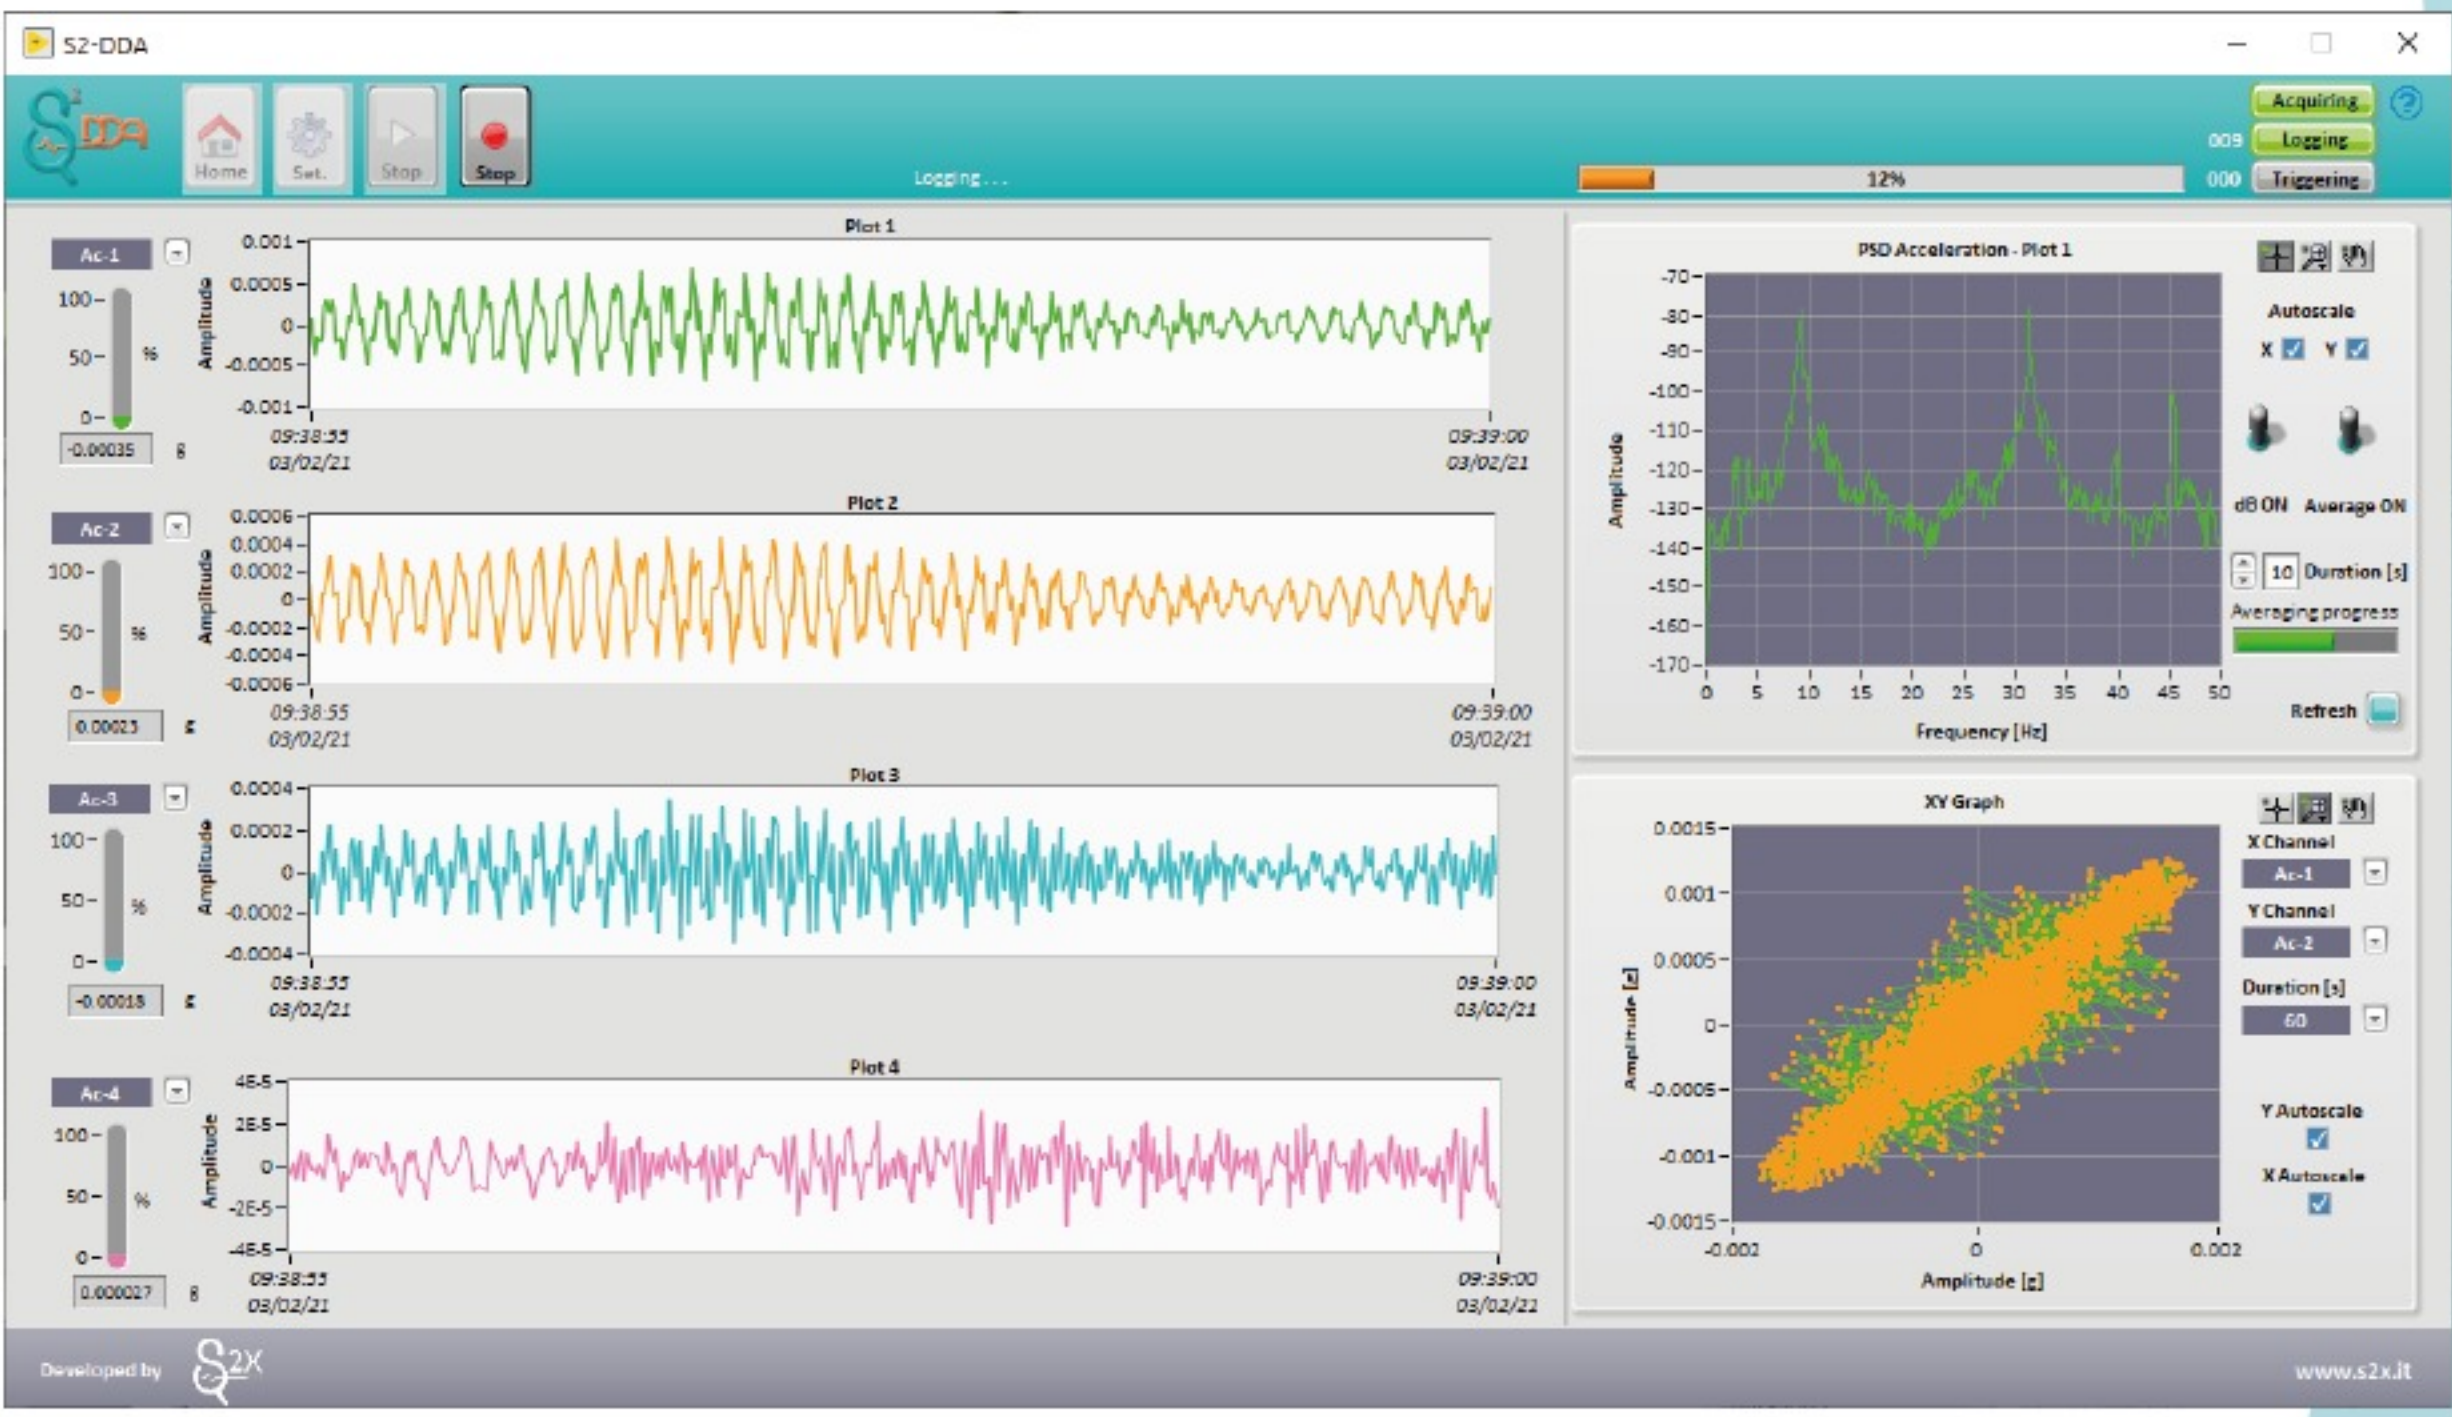 S2-DDA
S2 DDA
Home
Set.
Stop
Stop
Logging...
12%
Acquiring
009
Logging
000
Triggering
Ac-1
100
50
%
0
-0.00035
g
Plot 1
Amplitude
0.001
0.0005
0
-0.0005
-0.001
09:38:55
03/02/21
09:39:00
03/02/21
Ac-2
100
50
%
0
0.00023
g
Plot 2
Amplitude
0.0006
0.0004
0.0002
0
-0.0002
-0.0004
-0.0006
09:38:55
03/02/21
09:39:00
03/02/21
Ac-3
100
50
%
0
-0.00018
g
Plot 3
Amplitude
0.0004
0.0002
0
-0.0002
-0.0004
09:38:55
03/02/21
09:39:00
03/02/21
Ac-4
100
50
%
0
0.000027
g
Plot 4
Amplitude
4E-5
2E-5
0
-2E-5
-4E-5
09:38:55
03/02/21
09:39:00
03/02/21
PSD Acceleration - Plot 1
Amplitude
-70
-80
-90
-100
-110
-120
-130
-140
-150
-160
-170
0 5 10 15 20 25 30 35 40 45 50
Frequency [Hz]
Autoscale
X Y
dB ON Average ON
10 Duration [s]
Averaging progress
Refresh
XY Graph
Amplitude [g]
0.0015
0.001
0.0005
0
-0.0005
-0.001
-0.0015
-0.002 0 0.002
Amplitude [g]
X Channel
Ac-1
Y Channel
Ac-2
Duration [s]
60
Y Autoscale
X Autoscale
Developed by
S2X
www.s2x.it